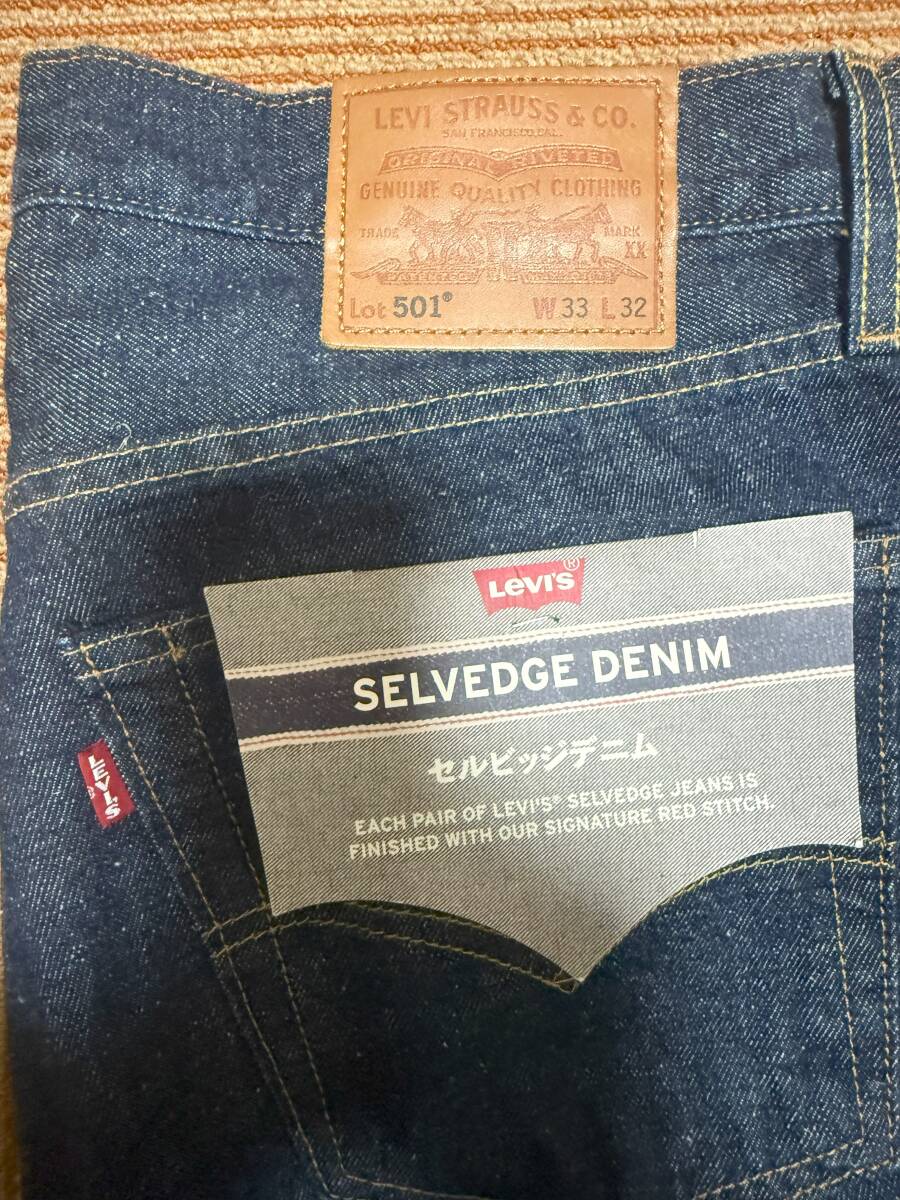 LEVI STRAUSS & CO.
SAN FRANCISCO, CAL.
ORIGINAL RIVETED
GENUINE QUALITY CLOTHING
TRADE MARK
XX
Lot 501® W 33 L 32
LEVI'S®
SELVEDGE DENIM
セルビッジデニム
EACH PAIR OF LEVI'S® SELVEDGE JEANS IS
FINISHED WITH OUR SIGNATURE RED STITCH.
LEVI'S®